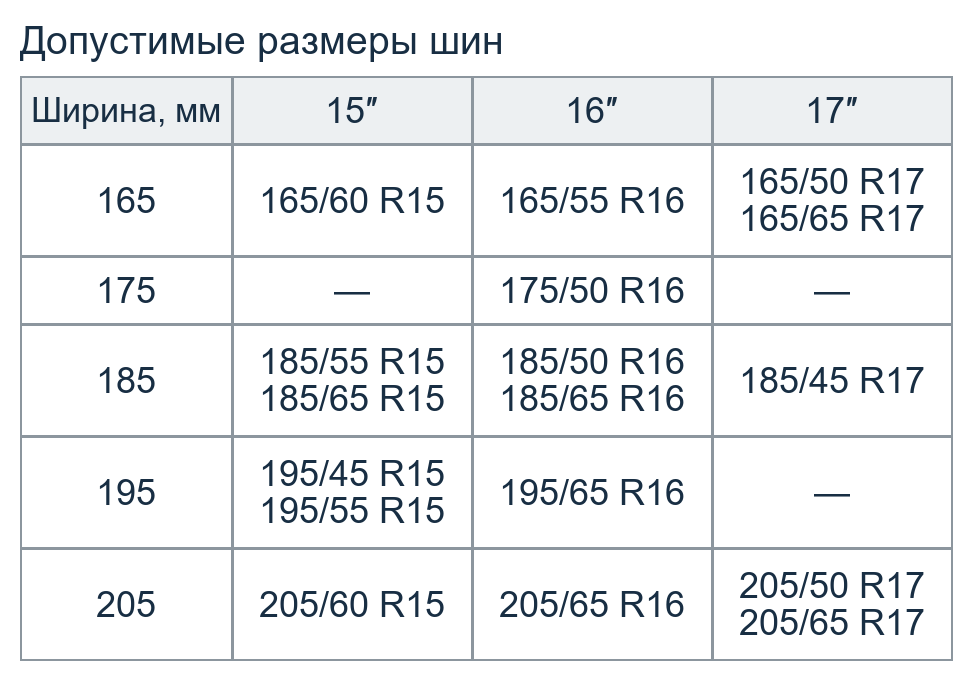 Допустимые размеры шин
Ширина, мм 15″ 16″ 17″
165 165/60 R15 165/55 R16 165/50 R17
165/65 R17
175 — 175/50 R16 —
185 185/55 R15 185/50 R16 185/45 R17
185/65 R15 185/65 R16
195 195/45 R15 195/65 R16 —
195/55 R15
205 205/60 R15 205/65 R16 205/50 R17
205/65 R17